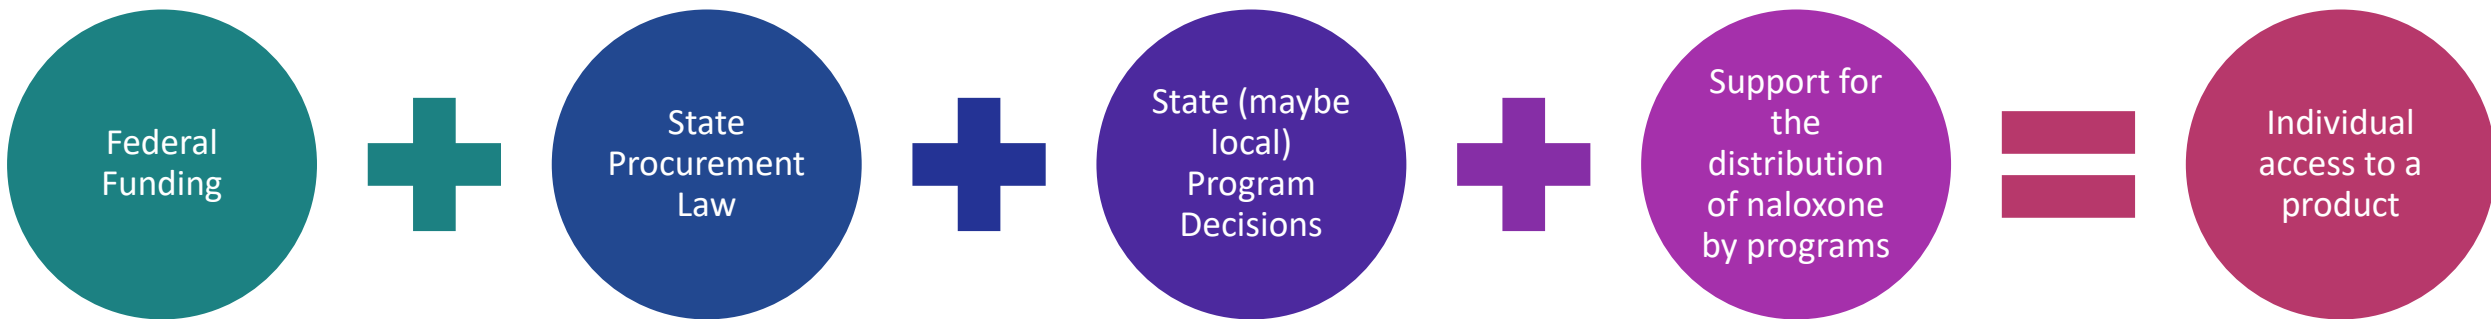 Federal
Funding
State
Procurement
Law
State (maybe
local)
Program
Decisions
Support for
the
distribution
of naloxone
by programs
Individual
access to a
product